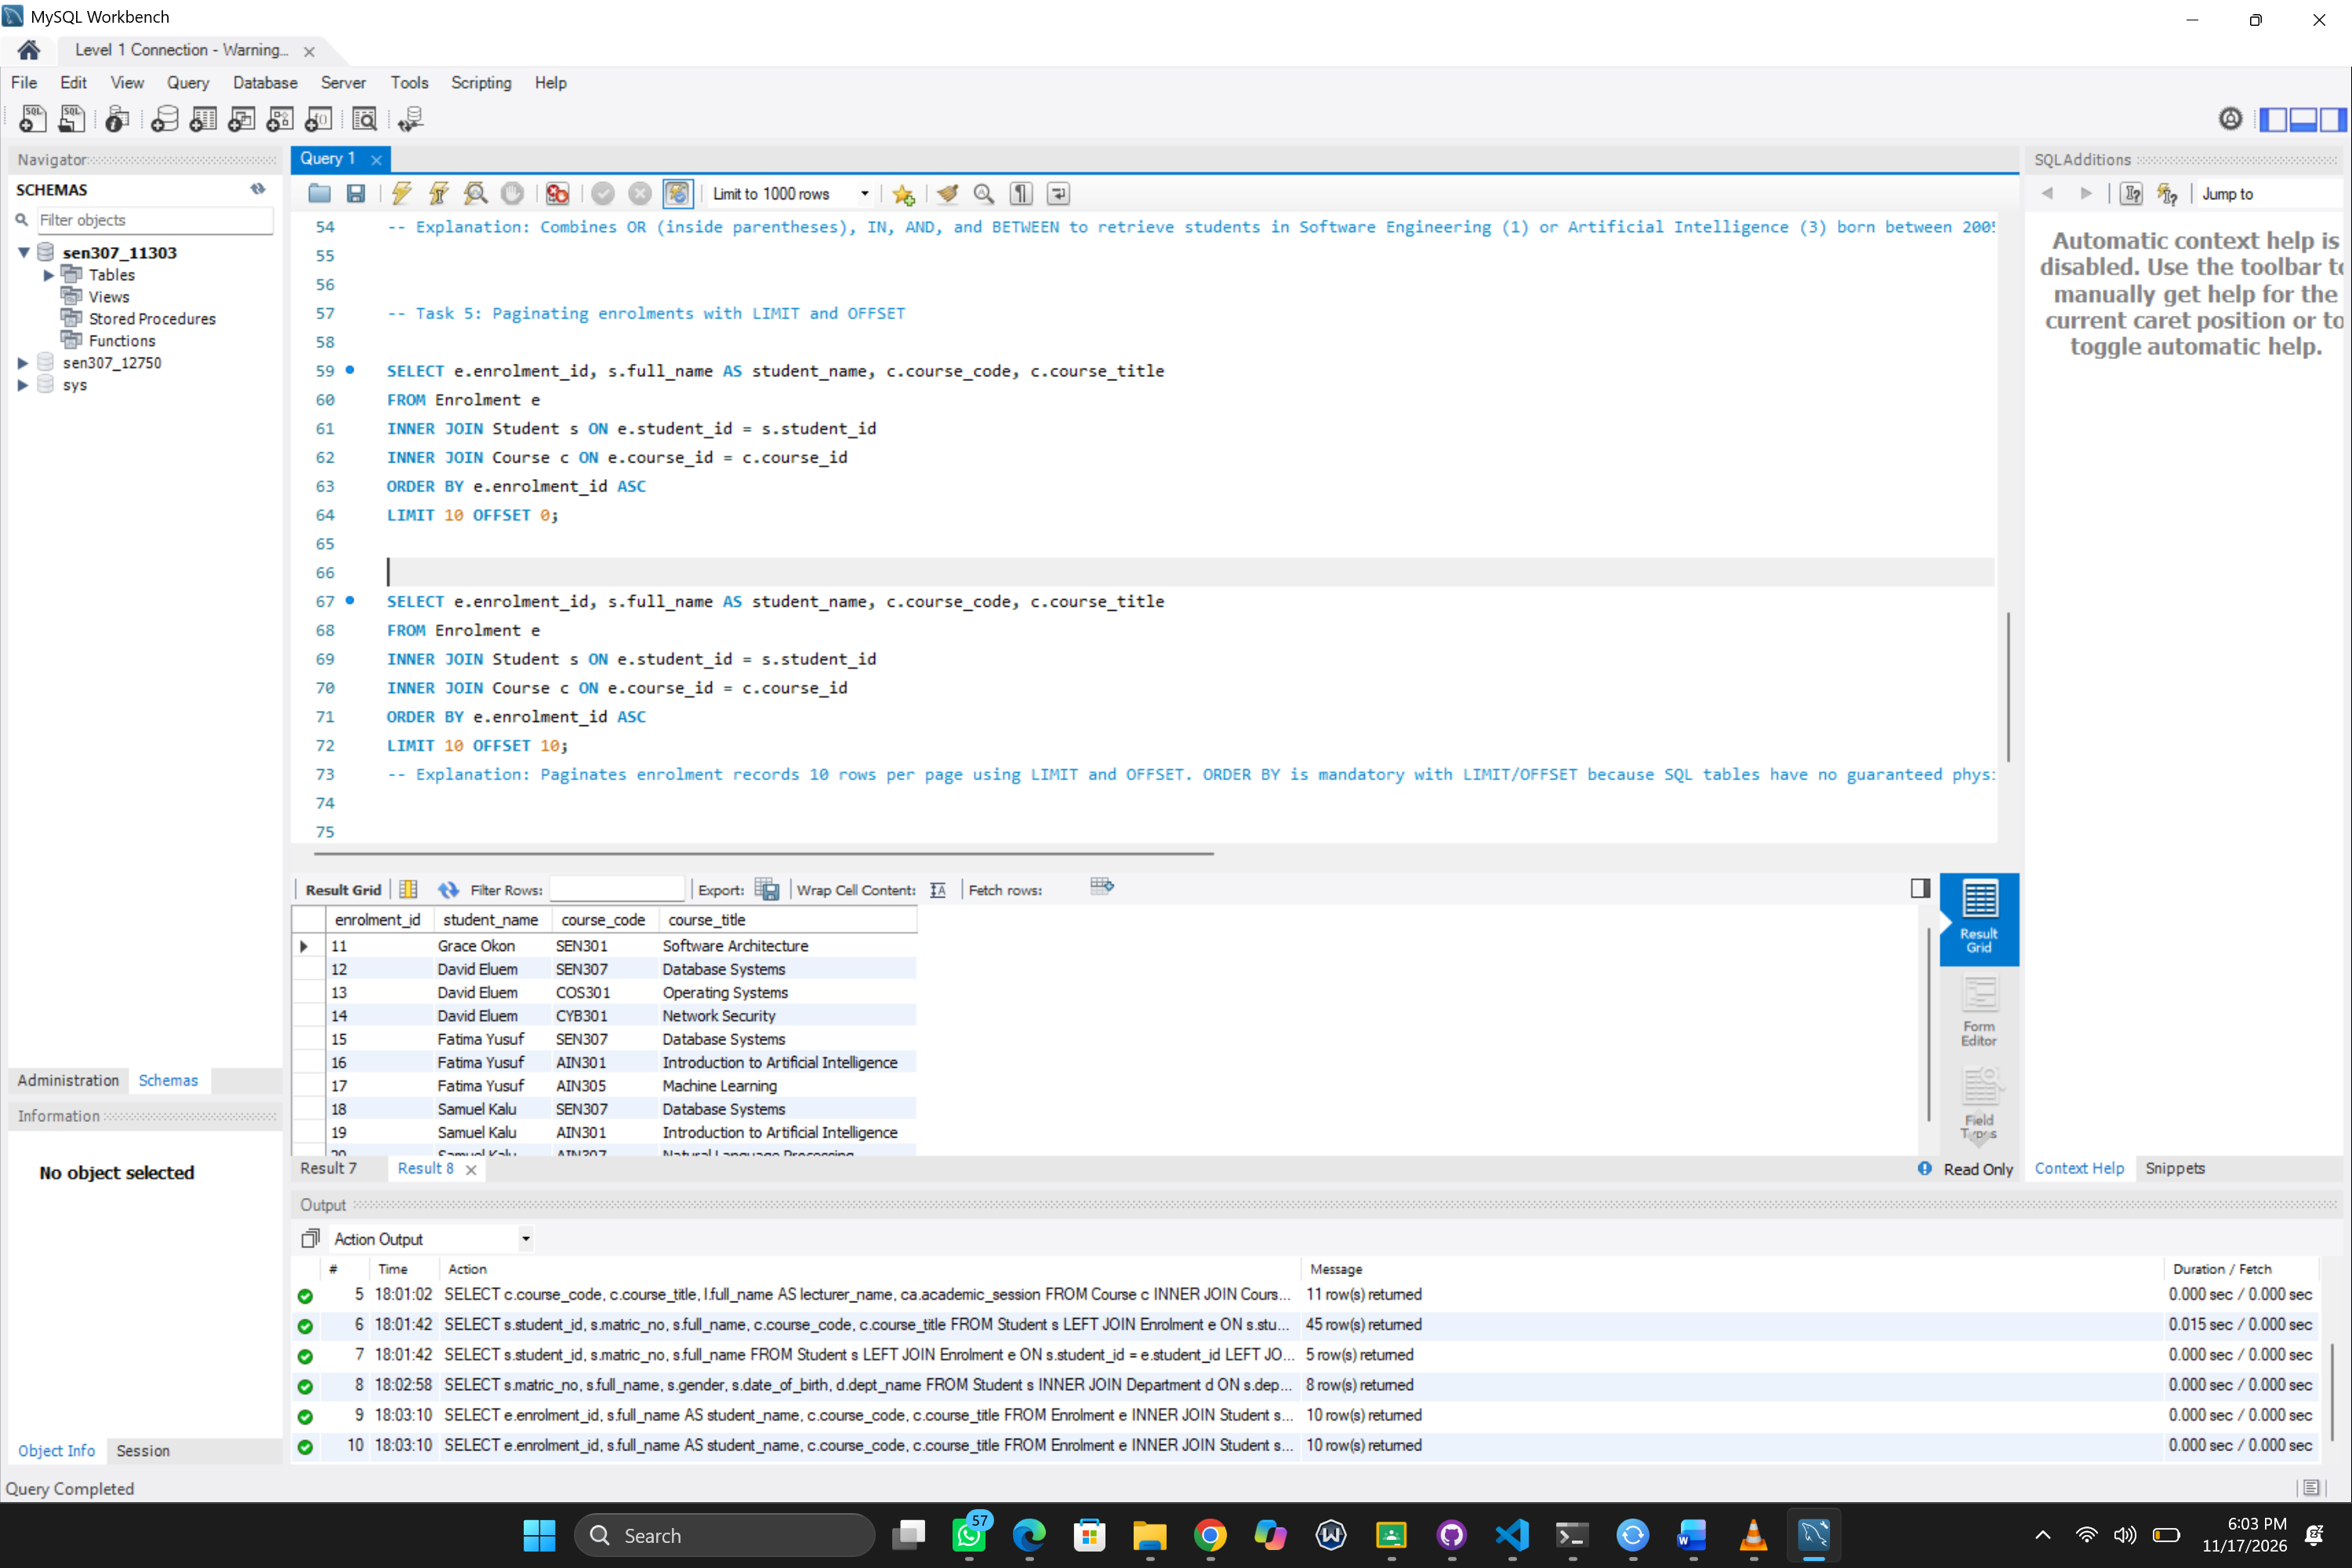 MySQL Workbench
Level 1 Connection - Warning...
File Edit View Query Database Server Tools Scripting Help
Navigator
SCHEMAS
Filter objects
sen307_11303
Tables
Views
Stored Procedures
Functions
sen307_12750
sys
Administration Schemas
Information
No object selected
Object Info Session
Query Completed
Query 1
Limit to 1000 rows
54 -- Explanation: Combines OR (inside parentheses), IN, AND, and BETWEEN to retrieve students in Software Engineering (1) or Artificial Intelligence (3) born between 2005
55
56
57 -- Task 5: Paginating enrolments with LIMIT and OFFSET
58
59 SELECT e.enrolment_id, s.full_name AS student_name, c.course_code, c.course_title
60 FROM Enrolment e
61 INNER JOIN Student s ON e.student_id = s.student_id
62 INNER JOIN Course c ON e.course_id = c.course_id
63 ORDER BY e.enrolment_id ASC
64 LIMIT 10 OFFSET 0;
65
66
67 SELECT e.enrolment_id, s.full_name AS student_name, c.course_code, c.course_title
68 FROM Enrolment e
69 INNER JOIN Student s ON e.student_id = s.student_id
70 INNER JOIN Course c ON e.course_id = c.course_id
71 ORDER BY e.enrolment_id ASC
72 LIMIT 10 OFFSET 10;
73 -- Explanation: Paginates enrolment records 10 rows per page using LIMIT and OFFSET. ORDER BY is mandatory with LIMIT/OFFSET because SQL tables have no guaranteed physi
74
75
Result Grid Filter Rows: Export: Wrap Cell Content: Fetch rows:
enrolment_id student_name course_code course_title
11 Grace Okon SEN301 Software Architecture
12 David Eluem SEN307 Database Systems
13 David Eluem COS301 Operating Systems
14 David Eluem CYB301 Network Security
15 Fatima Yusuf SEN307 Database Systems
16 Fatima Yusuf AIN301 Introduction to Artificial Intelligence
17 Fatima Yusuf AIN305 Machine Learning
18 Samuel Kalu SEN307 Database Systems
19 Samuel Kalu AIN301 Introduction to Artificial Intelligence
20 Samuel Kalu AIN307 Natural Language Processing
Result Grid
Form Editor
Field Types
Result 7 Result 8
Read Only
SQLAdditions
Jump to
Automatic context help is
disabled. Use the toolbar to
manually get help for the
current caret position or to
toggle automatic help.
Context Help Snippets
Output
Action Output
# Time Action Message Duration / Fetch
5 18:01:02 SELECT c.course_code, c.course_title, l.full_name AS lecturer_name, ca.academic_session FROM Course c INNER JOIN Cours... 11 row(s) returned 0.000 sec / 0.000 sec
6 18:01:42 SELECT s.student_id, s.matric_no, s.full_name, c.course_code, c.course_title FROM Student s LEFT JOIN Enrolment e ON s.stu... 45 row(s) returned 0.015 sec / 0.000 sec
7 18:01:42 SELECT s.student_id, s.matric_no, s.full_name FROM Student s LEFT JOIN Enrolment e ON s.student_id = e.student_id LEFT JO... 5 row(s) returned 0.000 sec / 0.000 sec
8 18:02:58 SELECT s.matric_no, s.full_name, s.gender, s.date_of_birth, d.dept_name FROM Student s INNER JOIN Department d ON s.dep... 8 row(s) returned 0.000 sec / 0.000 sec
9 18:03:10 SELECT e.enrolment_id, s.full_name AS student_name, c.course_code, c.course_title FROM Enrolment e INNER JOIN Student s... 10 row(s) returned 0.000 sec / 0.000 sec
10 18:03:10 SELECT e.enrolment_id, s.full_name AS student_name, c.course_code, c.course_title FROM Enrolment e INNER JOIN Student s... 10 row(s) returned 0.000 sec / 0.000 sec
Search
57
6:03 PM
11/17/2026